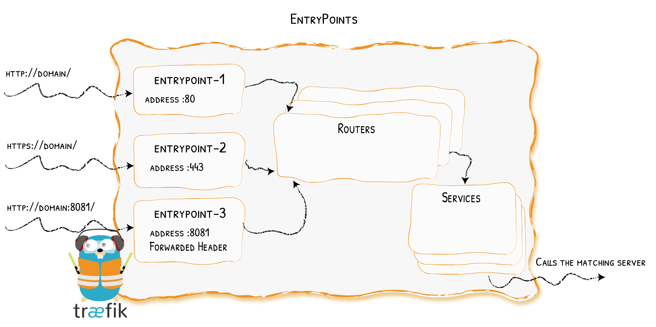 EntryPoints
http://domain/
entrypoint-1
address :80
https://domain/
entrypoint-2
Address :443
http://domain:8081/
entrypoint-3
Address :8081
Forwarded Header
Routers
Services
Calls the matching server
træfik